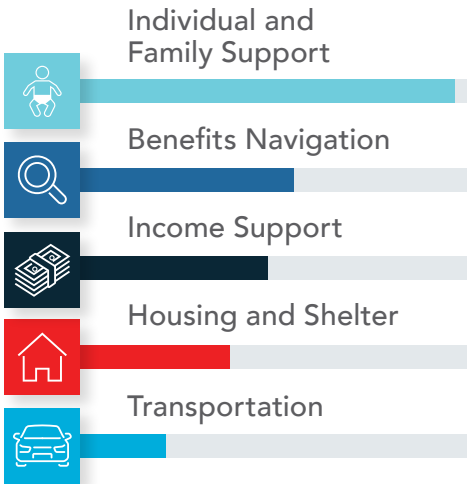 Individual and
Family Support
Benefits Navigation
Income Support
Housing and Shelter
Transportation